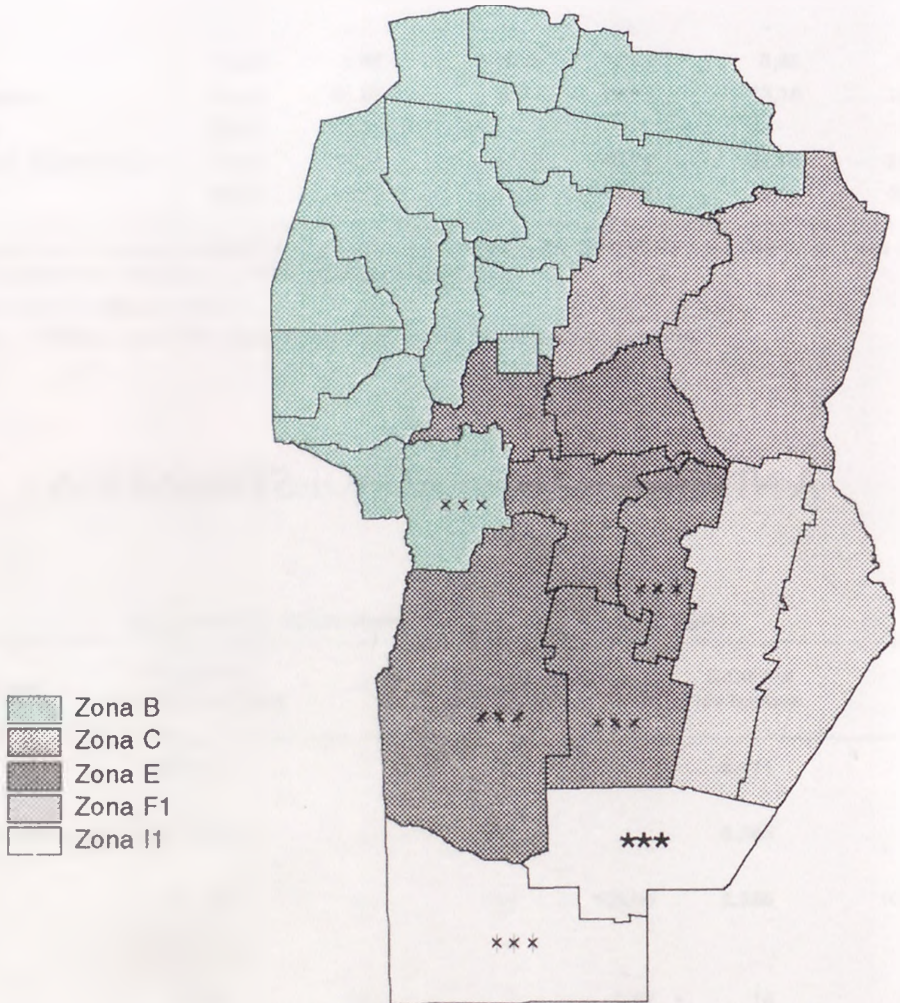 × × ×
× × ×
× × ×
× × ×
***
× × ×
Zona B
Zona C
Zona E
Zona F1
Zona I1